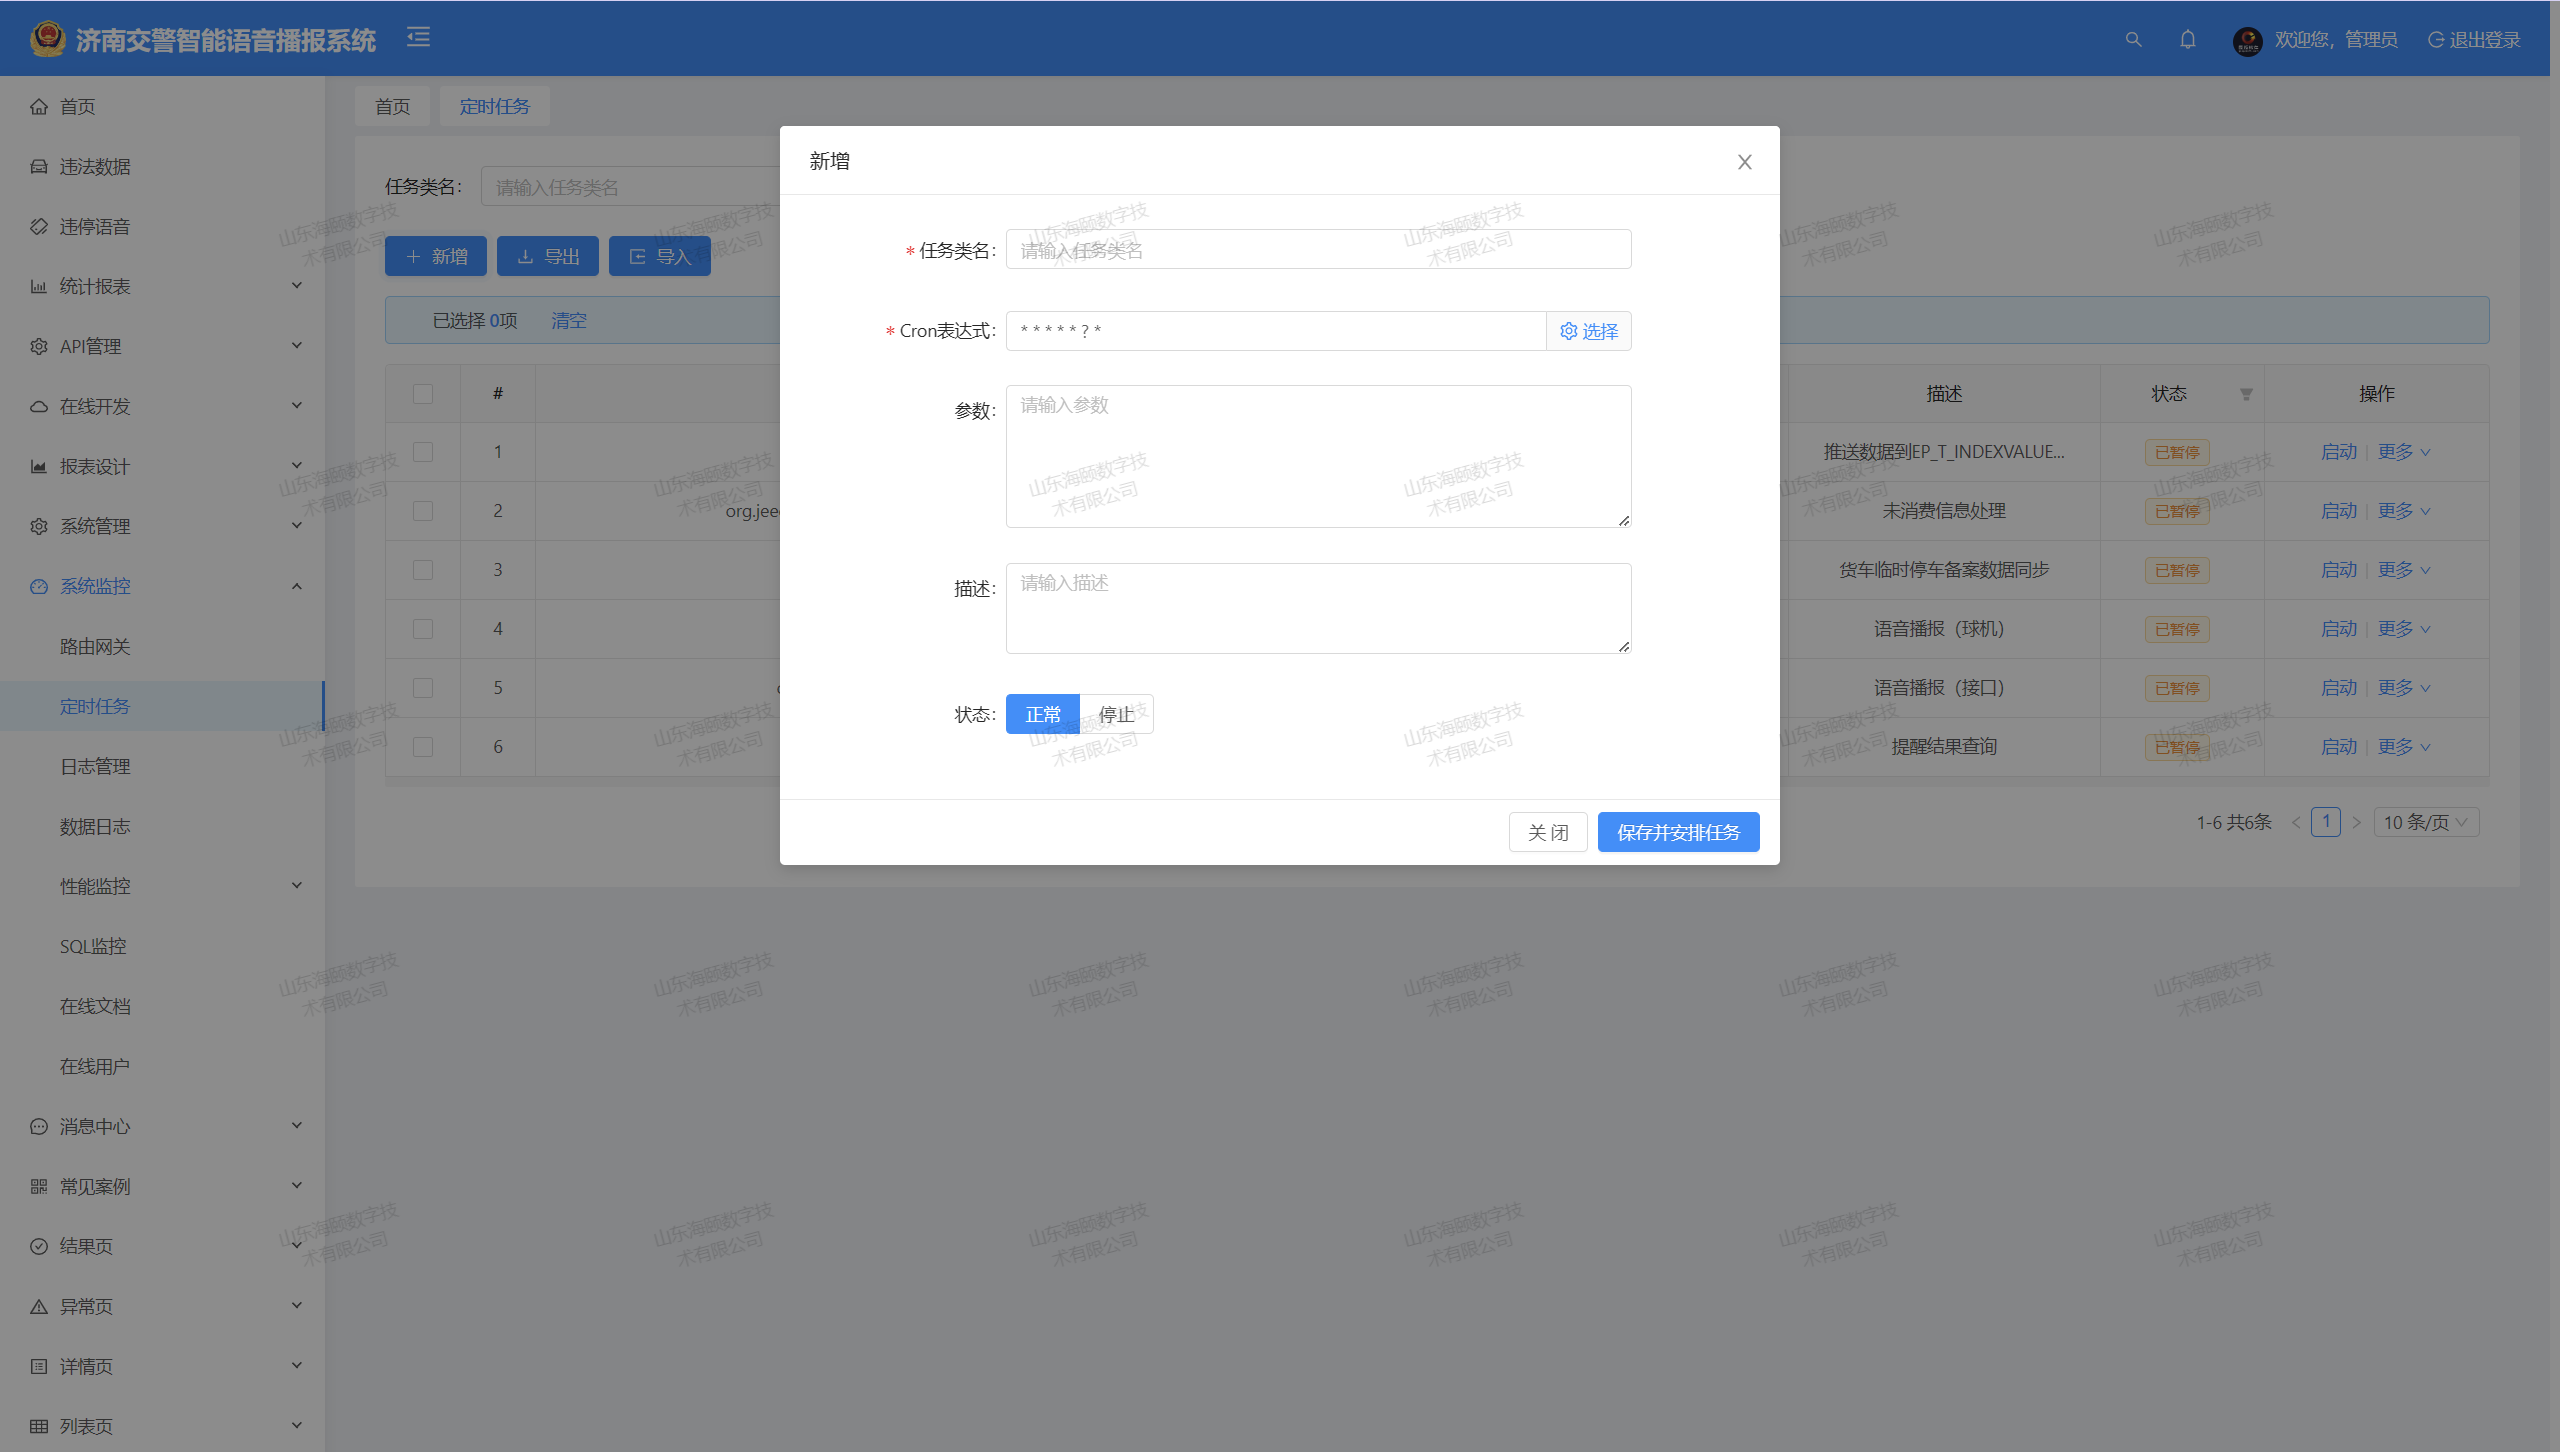 济南交警智能语音播报系统
欢迎您，管理员 退出登录
首页
违法数据
违停语音
统计报表
API管理
在线开发
报表设计
系统管理
系统监控
路由网关
定时任务
日志管理
数据日志
性能监控
SQL监控
在线文档
在线用户
消息中心
常见案例
结果页
异常页
详情页
列表页
首页 定时任务
任务类名： 请输入任务类名
新增 导出 导入
已选择 0项 清空
# 描述 状态 操作
1 推送数据到EP_T_INDEXVALUE... 已暂停 启动 更多
2 org.jee 未消费信息处理 已暂停 启动 更多
3 货车临时停车备案数据同步 已暂停 启动 更多
4 语音播报（球机） 已暂停 启动 更多
5 语音播报（接口） 已暂停 启动 更多
6 提醒结果查询 已暂停 启动 更多
1-6 共6条 < 1 > 10 条/页
新增
* 任务类名： 请输入任务类名
* Cron表达式： * * * * * ? * 选择
参数： 请输入参数
描述： 请输入描述
状态： 正常 停止
关 闭 保存并安排任务
山东海颐数字技
术有限公司